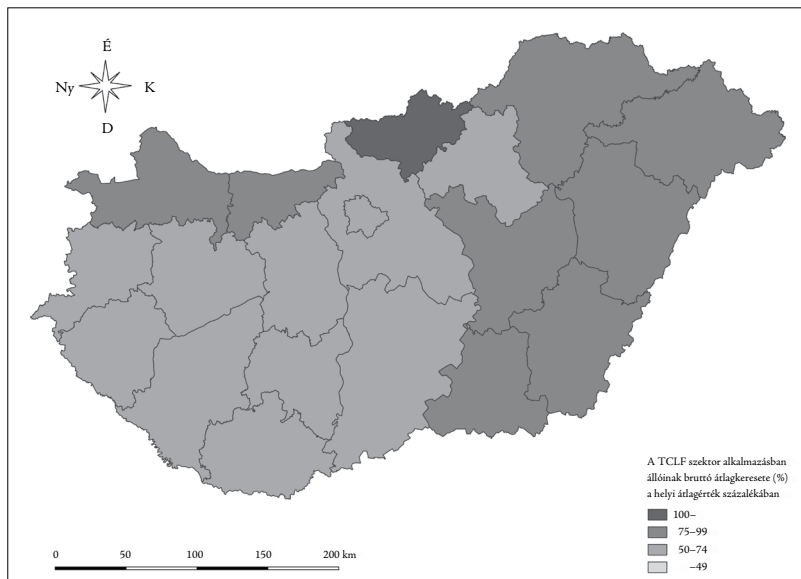 É
Ny K
D
A TCLF szektor alkalmazásban
állóinak bruttó átlagkeresete (%)
a helyi átlagérték százalékában
100–
75–99
50–74
–49
0 50 100 150 200 km